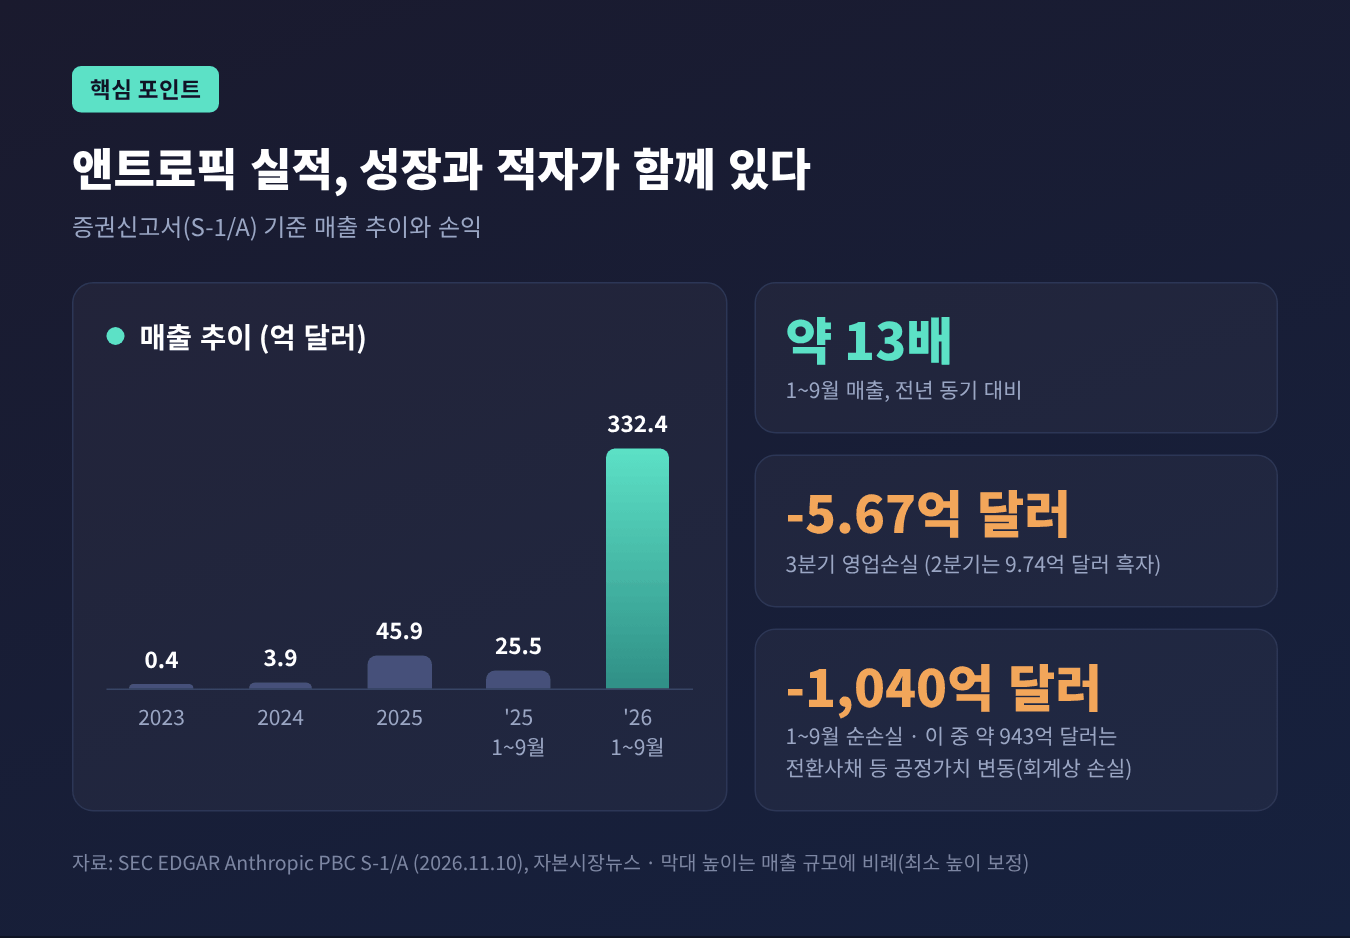 핵심 포인트
앤트로픽 실적, 성장과 적자가 함께 있다
증권신고서(S-1/A) 기준 매출 추이와 손익
매출 추이 (억 달러)
0.4
3.9
45.9
25.5
332.4
2023
2024
2025
'25
1~9월
'26
1~9월
약 13배
1~9월 매출, 전년 동기 대비
-5.67억 달러
3분기 영업손실 (2분기는 9.74억 달러 흑자)
-1,040억 달러
1~9월 순손실 · 이 중 약 943억 달러는
전환사채 등 공정가치 변동(회계상 손실)
자료: SEC EDGAR Anthropic PBC S-1/A (2026.11.10), 자본시장뉴스 · 막대 높이는 매출 규모에 비례(최소 높이 보정)